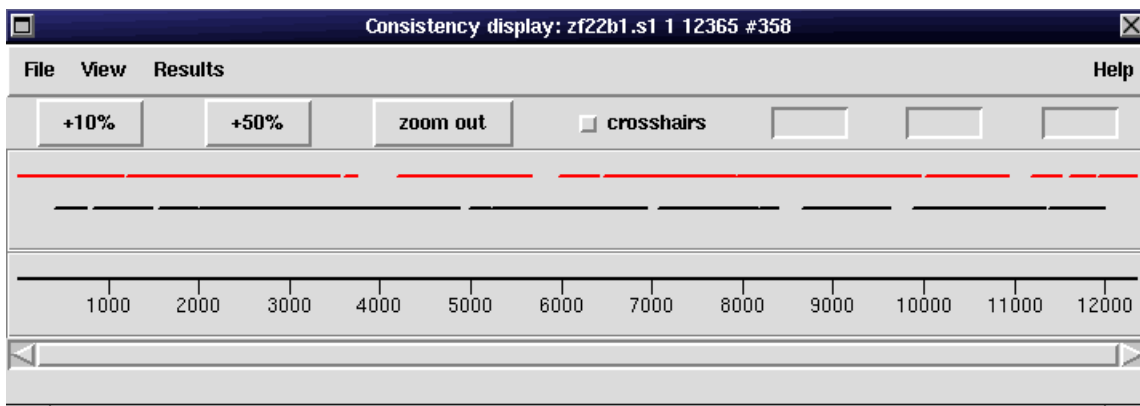 Consistency display: zf22b1.s1 1 12365 #358
File View Results Help
+10% +50% zoom out crosshairs
1000 2000 3000 4000 5000 6000 7000 8000 9000 10000 11000 12000